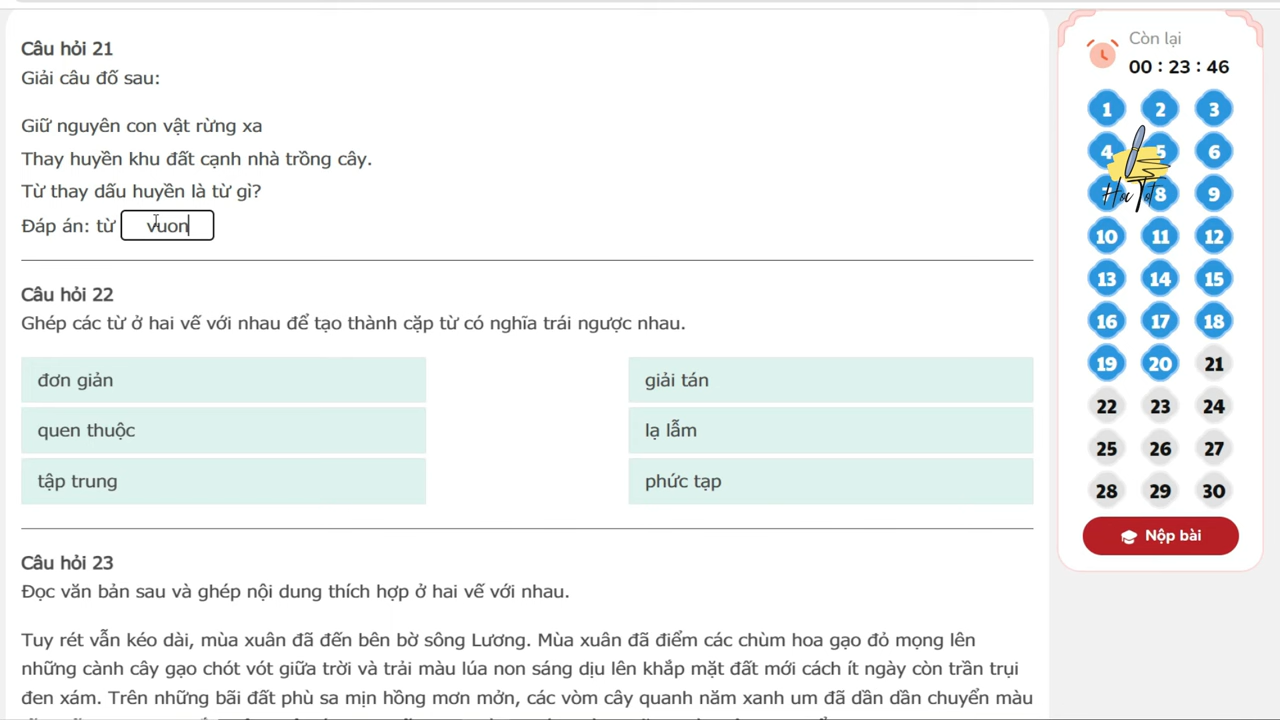 Câu hỏi 21
Giải câu đố sau:
Giữ nguyên con vật rừng xa
Thay huyền khu đất cạnh nhà trồng cây.
Từ thay dấu huyền là từ gì?
Đáp án: từ vuon
Câu hỏi 22
Ghép các từ ở hai vế với nhau để tạo thành cặp từ có nghĩa trái ngược nhau.
đơn giản giải tán
quen thuộc lạ lẫm
tập trung phức tạp
Câu hỏi 23
Đọc văn bản sau và ghép nội dung thích hợp ở hai vế với nhau.
Tuy rét vẫn kéo dài, mùa xuân đã đến bên bờ sông Lương. Mùa xuân đã điểm các chùm hoa gạo đỏ mọng lên
những cành cây gạo chót vót giữa trời và trải màu lúa non sáng dịu lên khắp mặt đất mới cách ít ngày còn trần trụi
đen xám. Trên những bãi đất phù sa mịn hồng mơn mởn, các vòm cây quanh năm xanh um đã dần dần chuyển màu
Còn lại
00 : 23 : 46
1 2 3
4 5 6
7 8 9
Học Tốt
10 11 12
13 14 15
16 17 18
19 20 21
22 23 24
25 26 27
28 29 30
Nộp bài